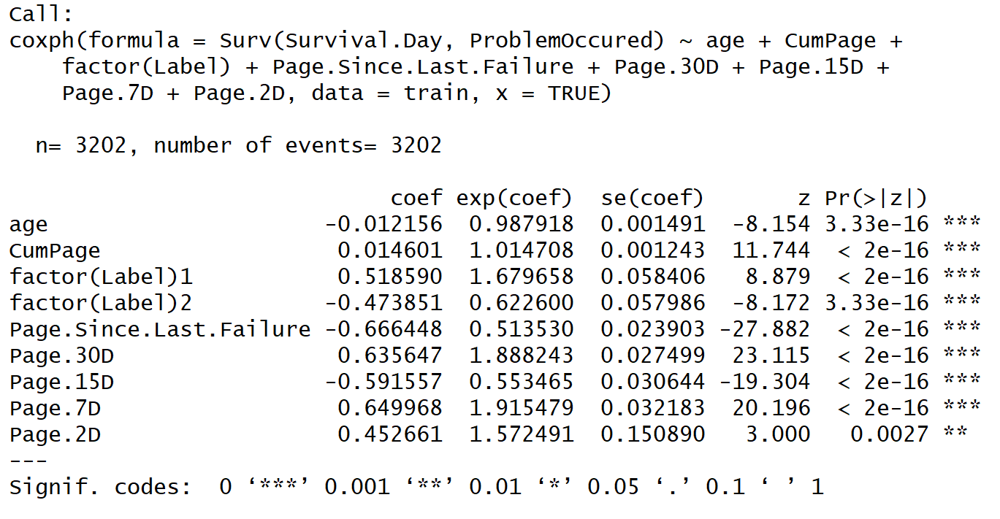 Call:
coxph(formula = Surv(Survival.Day, ProblemOccured) ~ age + CumPage +
    factor(Label) + Page.Since.Last.Failure + Page.30D + Page.15D +
    Page.7D + Page.2D, data = train, x = TRUE)

  n= 3202, number of events= 3202

                             coef exp(coef)  se(coef)       z Pr(>|z|)
age                     -0.012156  0.987918  0.001491  -8.154 3.33e-16 ***
CumPage                  0.014601  1.014708  0.001243  11.744  < 2e-16 ***
factor(Label)1           0.518590  1.679658  0.058406   8.879  < 2e-16 ***
factor(Label)2          -0.473851  0.622600  0.057986  -8.172 3.33e-16 ***
Page.Since.Last.Failure -0.666448  0.513530  0.023903 -27.882  < 2e-16 ***
Page.30D                 0.635647  1.888243  0.027499  23.115  < 2e-16 ***
Page.15D                -0.591557  0.553465  0.030644 -19.304  < 2e-16 ***
Page.7D                  0.649968  1.915479  0.032183  20.196  < 2e-16 ***
Page.2D                  0.452661  1.572491  0.150890   3.000   0.0027 **
---
Signif. codes:  0 ‘***’ 0.001 ‘**’ 0.01 ‘*’ 0.05 ‘.’ 0.1 ‘ ’ 1